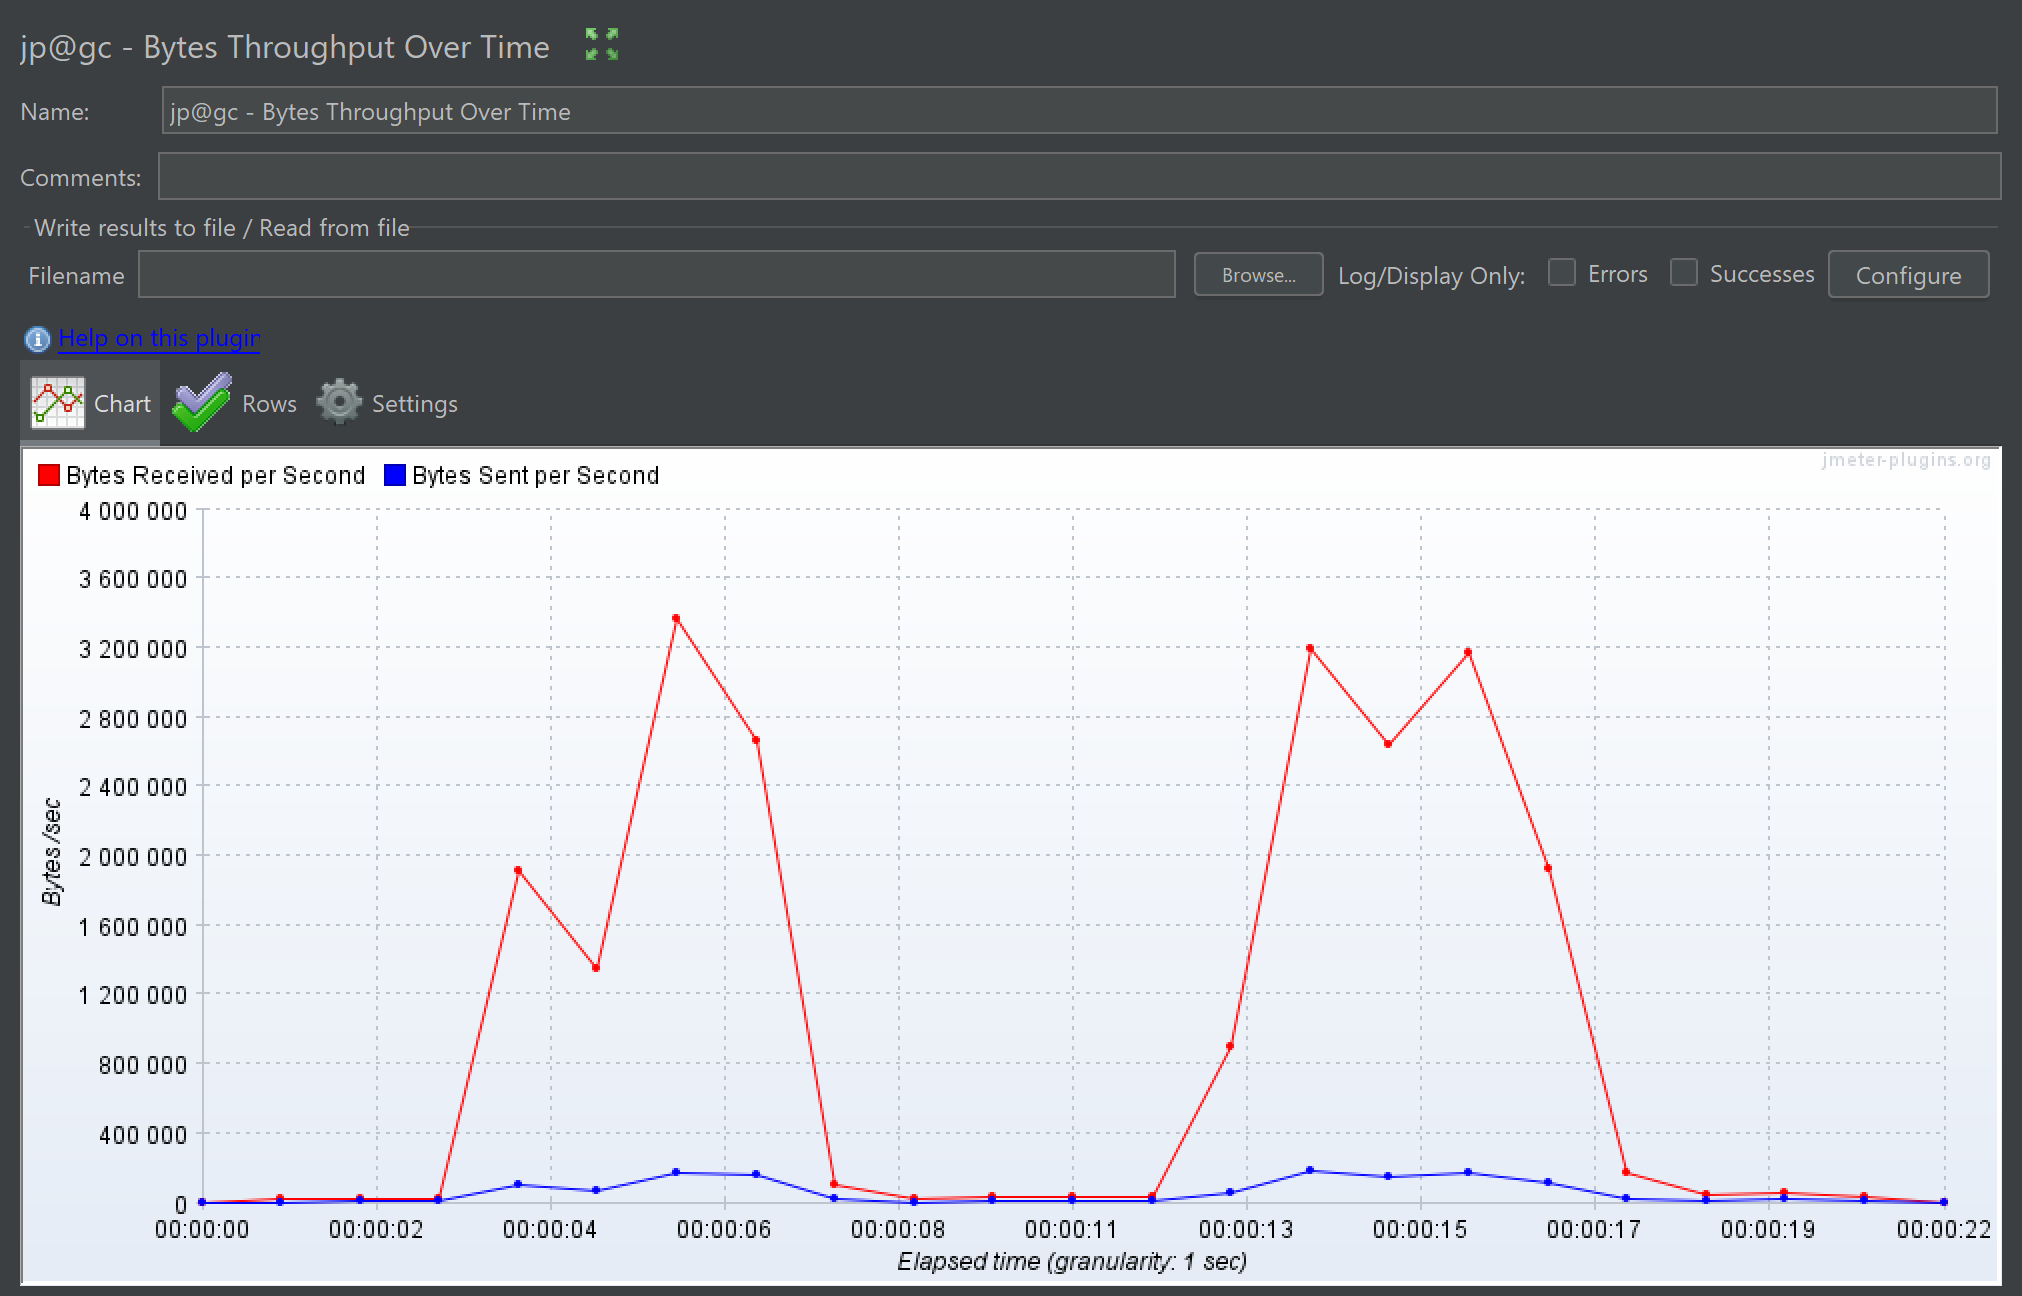 jp@gc - Bytes Throughput Over Time
Name: jp@gc - Bytes Throughput Over Time
Comments:
Write results to file / Read from file
Filename Browse... Log/Display Only: Errors Successes Configure
Help on this plugin
Chart Rows Settings
Bytes Received per Second Bytes Sent per Second
jmeter-plugins.org
4 000 000
3 600 000
3 200 000
2 800 000
2 400 000
2 000 000
1 600 000
1 200 000
800 000
400 000
0
Bytes /sec
00:00:00 00:00:02 00:00:04 00:00:06 00:00:08 00:00:11 00:00:13 00:00:15 00:00:17 00:00:19 00:00:22
Elapsed time (granularity: 1 sec)